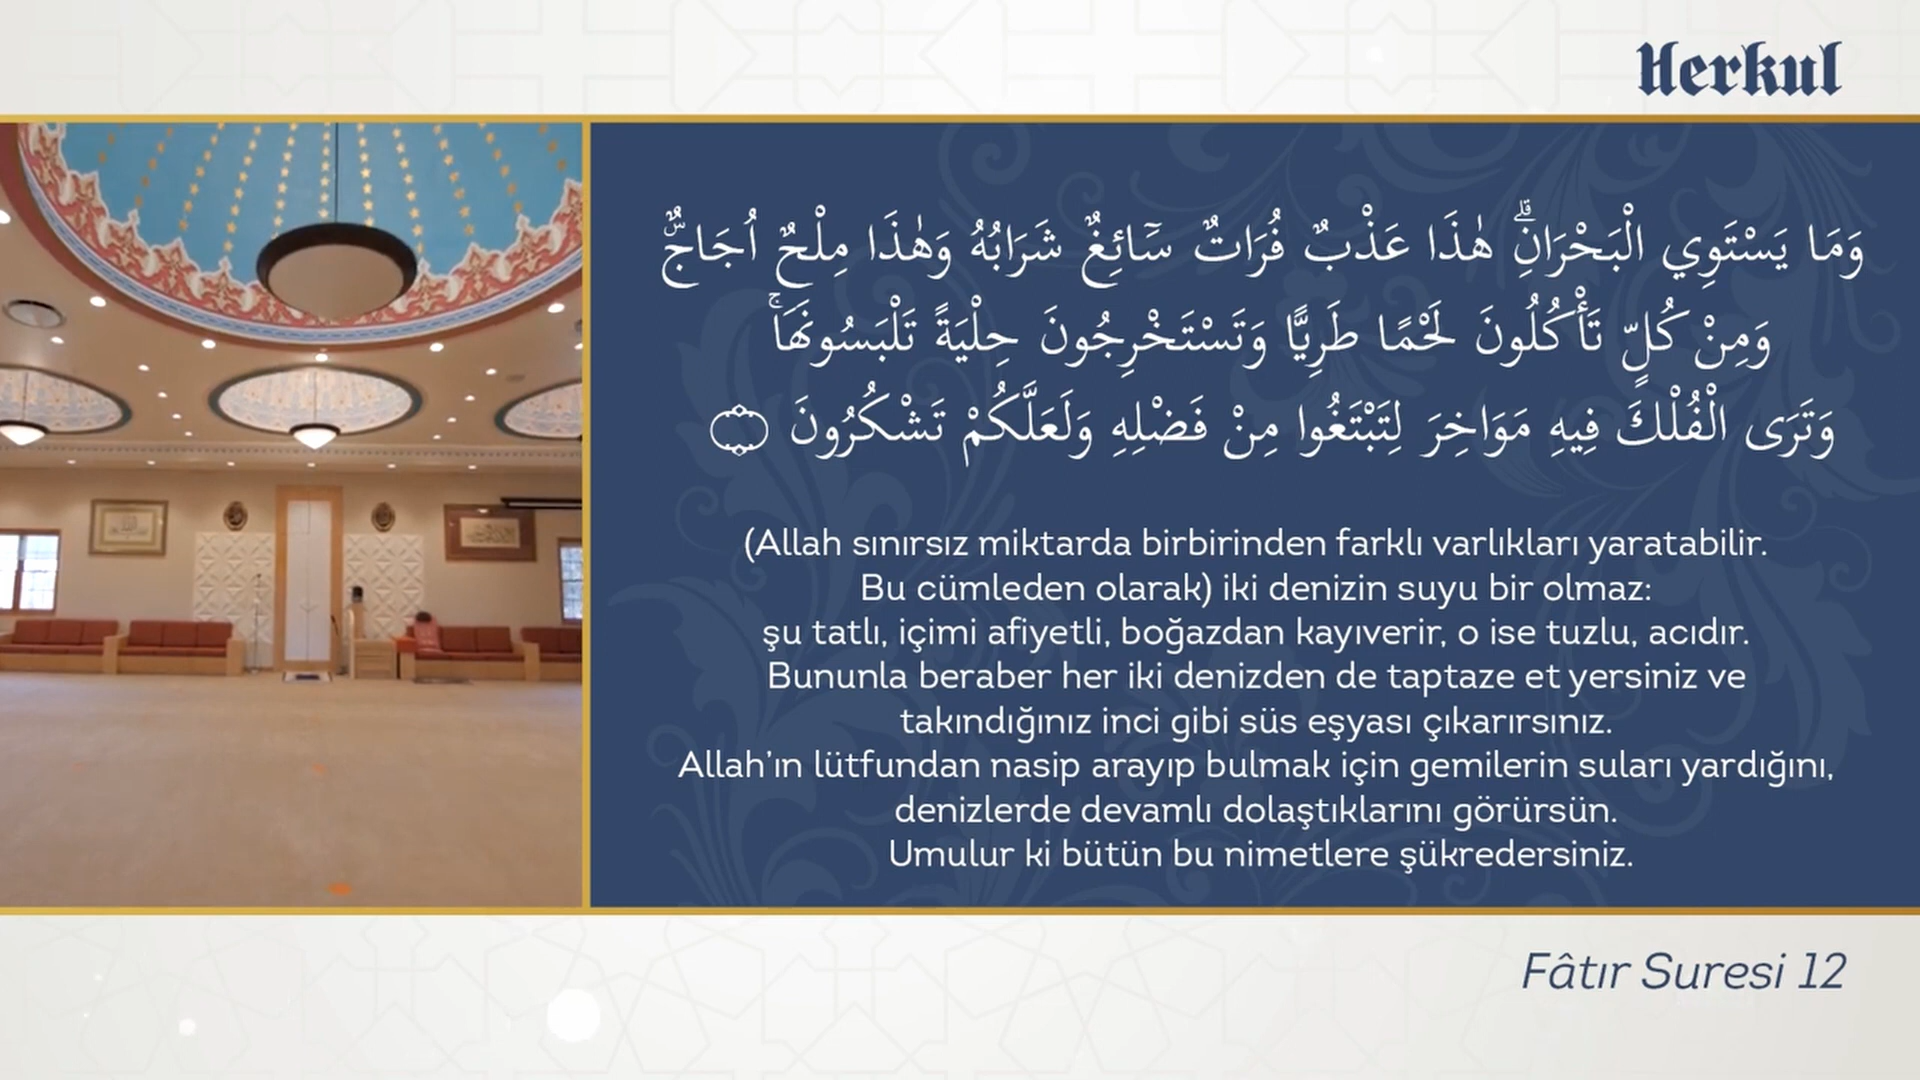 Herkul
وَمَا يَسْتَوِي الْبَحْرَانِۗ هٰذَا عَذْبٌ فُرَاتٌ سَٓائِغٌ شَرَابُهُ وَهٰذَا مِلْحٌ اُجَاجٌۜ
وَمِنْ كُلٍّ تَأْكُلُونَ لَحْمًا طَرِيًّا وَتَسْتَخْرِجُونَ حِلْيَةً تَلْبَسُونَهَاۚ
وَتَرَى الْفُلْكَ فِيهِ مَوَاخِرَ لِتَبْتَغُوا مِنْ فَضْلِهِ وَلَعَلَّكُمْ تَشْكُرُونَ
(Allah sınırsız miktarda birbirinden farklı varlıkları yaratabilir.
Bu cümleden olarak) iki denizin suyu bir olmaz:
şu tatlı, içimi afiyetli, boğazdan kayıverir, o ise tuzlu, acıdır.
Bununla beraber her iki denizden de taptaze et yersiniz ve
takındığınız inci gibi süs eşyası çıkarırsınız.
Allah'ın lütfundan nasip arayıp bulmak için gemilerin suları yardığını,
denizlerde devamlı dolaştıklarını görürsün.
Umulur ki bütün bu nimetlere şükredersiniz.
Fâtır Suresi 12